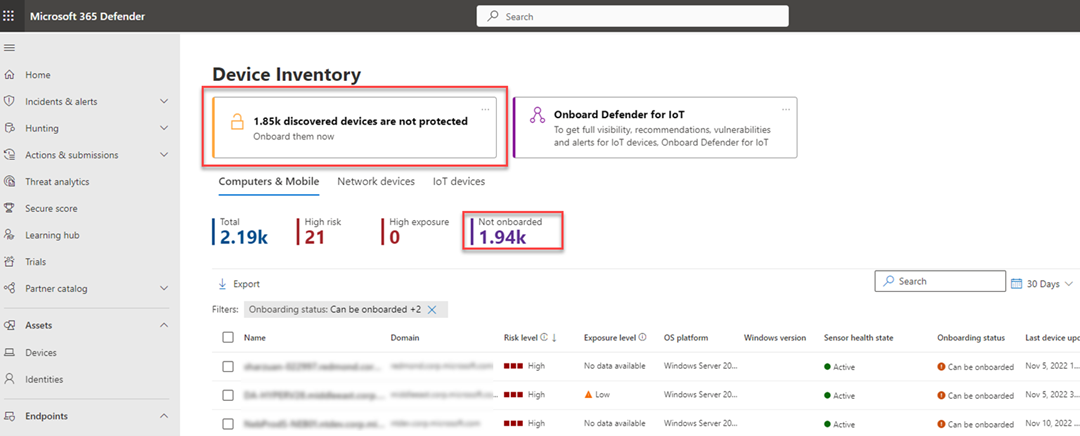 Microsoft 365 Defender
Search
Home
Incidents & alerts
Hunting
Actions & submissions
Threat analytics
Secure score
Learning hub
Trials
Partner catalog
Assets
Devices
Identities
Endpoints
Device Inventory
1.85k discovered devices are not protected
Onboard them now
Onboard Defender for IoT
To get full visibility, recommendations, vulnerabilities
and alerts for IoT devices, Onboard Defender for IoT
Computers & Mobile Network devices IoT devices
Total High risk High exposure Not onboarded
2.19k 21 0 1.94k
Export Search 30 Days
Filters: Onboarding status: Can be onboarded +2
Name Domain Risk level Exposure level OS platform Windows version Sensor health state Onboarding status Last device upd
High No data available Windows Server 20... Active Can be onboarded Nov 5, 2022 1...
High Low Windows Server 20... Active Can be onboarded Nov 5, 2022 3...
High No data available Windows Server 20... Active Can be onboarded Nov 10, 2022